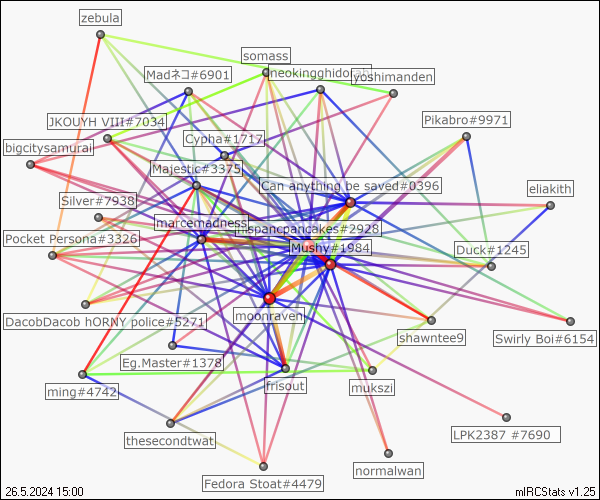 zebula
somass
Madネコ#6901
neokingghidorah
yoshimanden
JKOUYH VIII#7034
Pikabro#9971
Cypha#1717
bigcitysamurai
Majestic#3375
Can anything be saved#0396
eliakith
Silver#7938
marcemadness
mspancpancakes#2928
Pocket Persona#3326
Mushy#1984
Duck#1245
DacobDacob hORNY police#5271
moonraven
shawntee9
Swirly Boi#6154
Eg.Master#1378
ming#4742
frisout
mukszi
thesecondtwat
LPK2387 #7690
normalwan
Fedora Stoat#4479
26.5.2024 15:00
mIRCStats v1.25